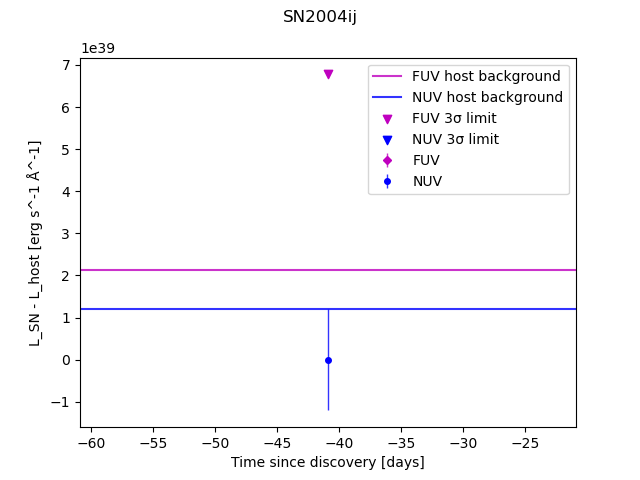 SN2004ij
1e39
7
6
5
4
3
2
1
0
−1
L_SN - L_host [erg s^-1 Å^-1]
FUV host background
NUV host background
FUV 3σ limit
NUV 3σ limit
FUV
NUV
−60 −55 −50 −45 −40 −35 −30 −25
Time since discovery [days]